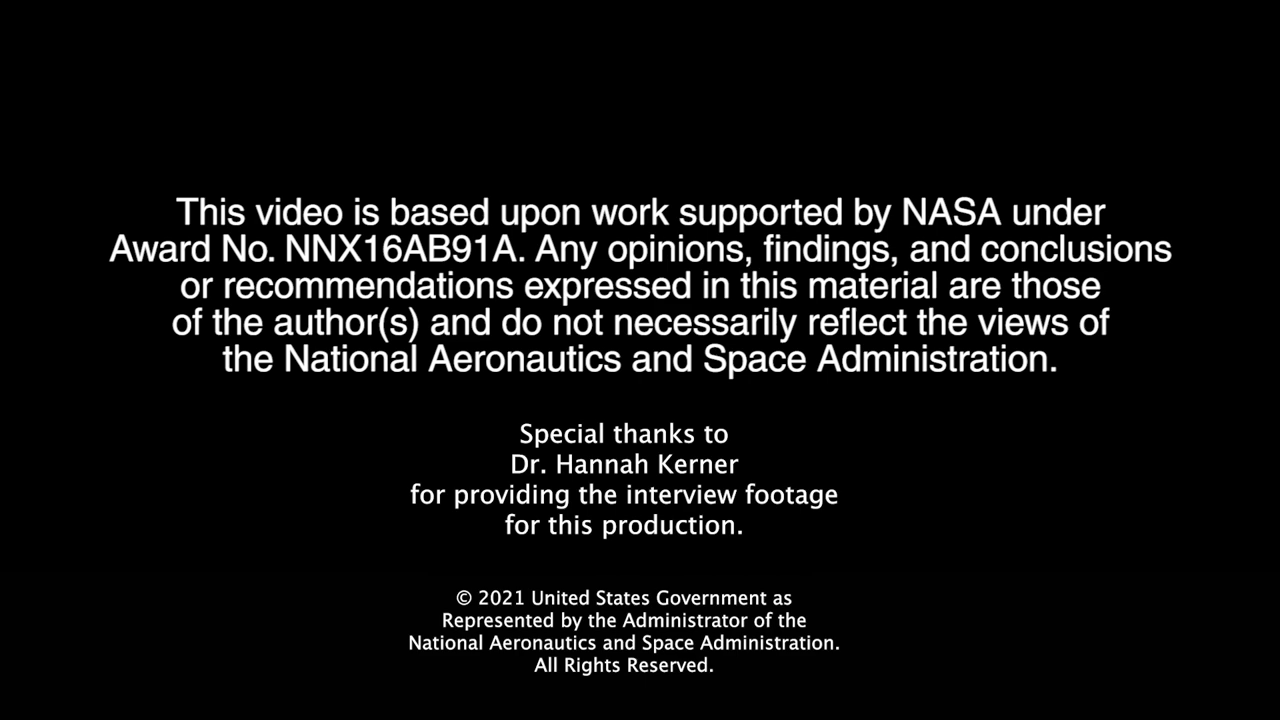 This video is based upon work supported by NASA under
Award No. NNX16AB91A. Any opinions, findings, and conclusions
or recommendations expressed in this material are those
of the author(s) and do not necessarily reflect the views of
the National Aeronautics and Space Administration.
Special thanks to
Dr. Hannah Kerner
for providing the interview footage
for this production.
© 2021 United States Government as
Represented by the Administrator of the
National Aeronautics and Space Administration.
All Rights Reserved.